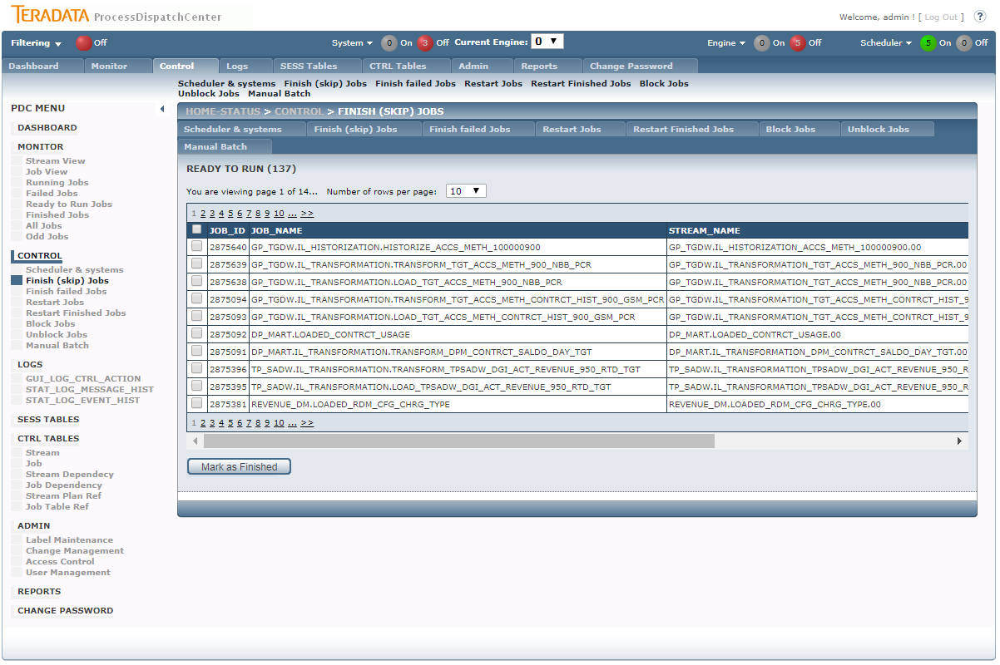 TERADATA ProcessDispatchCenter
Welcome, admin ! [ Log Out ] ?
Filtering Off System 0 On 3 Off Current Engine: 0 Engine 0 On 5 Off Scheduler 5 On 0 Off
Dashboard Monitor Control Logs SESS Tables CTRL Tables Admin Reports Change Password
Scheduler & systems Finish (skip) Jobs Finish failed Jobs Restart Jobs Restart Finished Jobs Block Jobs
Unblock Jobs Manual Batch
PDC MENU
DASHBOARD
MONITOR
Stream View
Job View
Running Jobs
Failed Jobs
Ready to Run Jobs
Finished Jobs
All Jobs
Odd Jobs
CONTROL
Scheduler & systems
Finish (skip) Jobs
Finish failed Jobs
Restart Jobs
Restart Finished Jobs
Block Jobs
Unblock Jobs
Manual Batch
LOGS
GUI_LOG_CTRL_ACTION
STAT_LOG_MESSAGE_HIST
STAT_LOG_EVENT_HIST
SESS TABLES
CTRL TABLES
Stream
Job
Stream Dependecy
Job Dependency
Stream Plan Ref
Job Table Ref
ADMIN
Label Maintenance
Change Management
Access Control
User Management
REPORTS
CHANGE PASSWORD
HOME-STATUS > CONTROL > FINISH (SKIP) JOBS
Scheduler & systems Finish (skip) Jobs Finish failed Jobs Restart Jobs Restart Finished Jobs Block Jobs Unblock Jobs
Manual Batch
READY TO RUN (137)
You are viewing page 1 of 14... Number of rows per page: 10
1 2 3 4 5 6 7 8 9 10 ... >>
JOB_ID JOB_NAME STREAM_NAME
2875640 GP_TGDW.IL_HISTORIZATION.HISTORIZE_ACCS_METH_100000900 GP_TGDW.IL_HISTORIZATION_ACCS_METH_100000900.00
2875639 GP_TGDW.IL_TRANSFORMATION.TRANSFORM_TGT_ACCS_METH_900_NBB_PCR GP_TGDW.IL_TRANSFORMATION_TGT_ACCS_METH_900_NBB_PCR.00
2875638 GP_TGDW.IL_TRANSFORMATION.LOAD_TGT_ACCS_METH_900_NBB_PCR GP_TGDW.IL_TRANSFORMATION_TGT_ACCS_METH_900_NBB_PCR.00
2875094 GP_TGDW.IL_TRANSFORMATION.TRANSFORM_TGT_ACCS_METH_CONTRCT_HIST_900_GSM_PCR GP_TGDW.IL_TRANSFORMATION_TGT_ACCS_METH_CONTRCT_HIST_9
2875093 GP_TGDW.IL_TRANSFORMATION.LOAD_TGT_ACCS_METH_CONTRCT_HIST_900_GSM_PCR GP_TGDW.IL_TRANSFORMATION_TGT_ACCS_METH_CONTRCT_HIST_9
2875092 DP_MART.LOADED_CONTRCT_USAGE DP_MART.LOADED_CONTRCT_USAGE.00
2875091 DP_MART.IL_TRANSFORMATION.TRANSFORM_DPM_CONTRCT_SALDO_DAY_TGT DP_MART.IL_TRANSFORMATION_DPM_CONTRCT_SALDO_DAY_TGT.00
2875396 TP_SADW.IL_TRANSFORMATION.TRANSFORM_TPSADW_DGI_ACT_REVENUE_950_RTD_TGT TP_SADW.IL_TRANSFORMATION_TPSADW_DGI_ACT_REVENUE_950_R
2875395 TP_SADW.IL_TRANSFORMATION.LOAD_TPSADW_DGI_ACT_REVENUE_950_RTD_TGT TP_SADW.IL_TRANSFORMATION_TPSADW_DGI_ACT_REVENUE_950_R
2875381 REVENUE_DM.LOADED_RDM_CFG_CHRG_TYPE REVENUE_DM.LOADED_RDM_CFG_CHRG_TYPE.00
1 2 3 4 5 6 7 8 9 10 ... >>
Mark as Finished